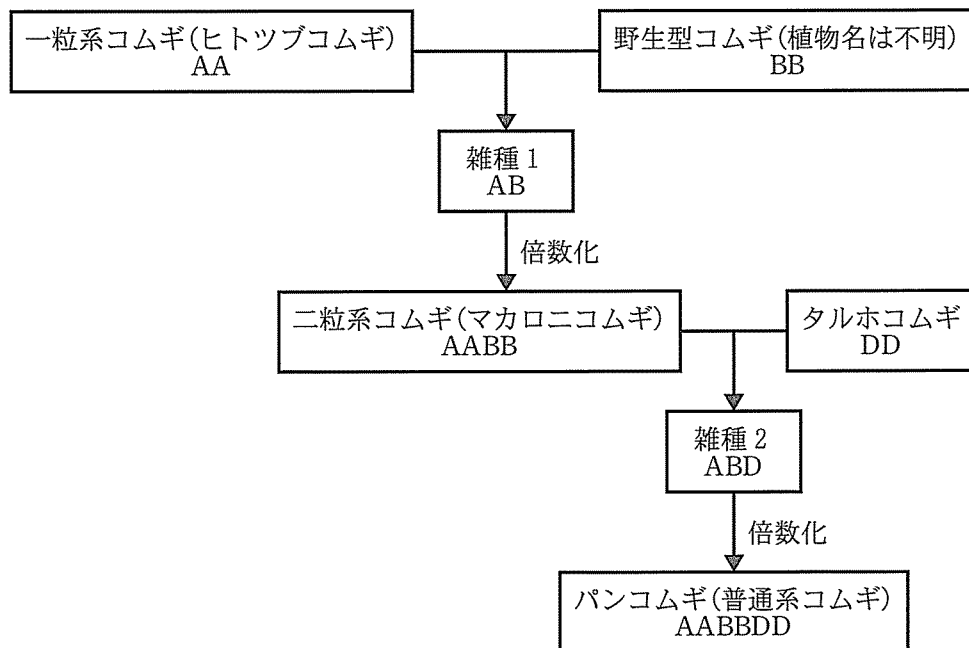 一粒系コムギ(ヒトツブコムギ)
AA
野生型コムギ(植物名は不明)
BB
雑種1
AB
倍数化
二粒系コムギ(マカロニコムギ)
AABB
タルホコムギ
DD
雑種2
ABD
倍数化
パンコムギ(普通系コムギ)
AABBDD